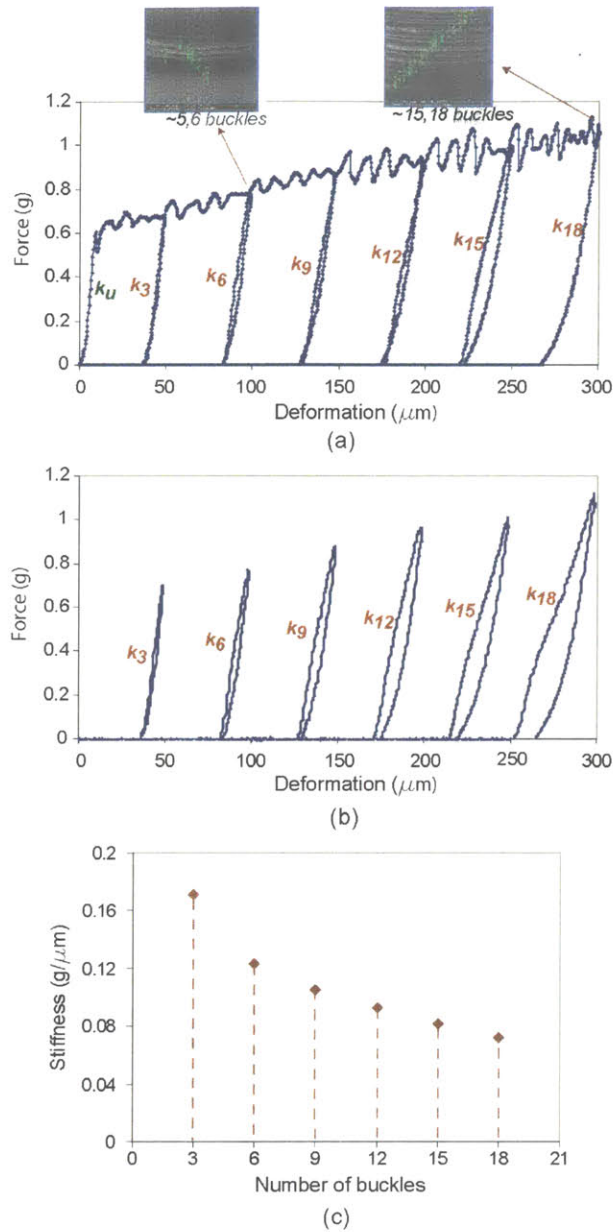 ~5,6 buckles
~15,18 buckles
1.2
1
0.8
0.6
0.4
0.2
0
Force (g)
ku
k3
k6
k9
k12
k15
k18
0 50 100 150 200 250 300
Deformation (μm)
(a)
1.2
1
0.8
0.6
0.4
0.2
0
Force (g)
k3
k6
k9
k12
k15
k18
0 50 100 150 200 250 300
Deformation (μm)
(b)
0.2
0.16
0.12
0.08
0.04
0
Stiffness (g/μm)
0 3 6 9 12 15 18 21
Number of buckles
(c)